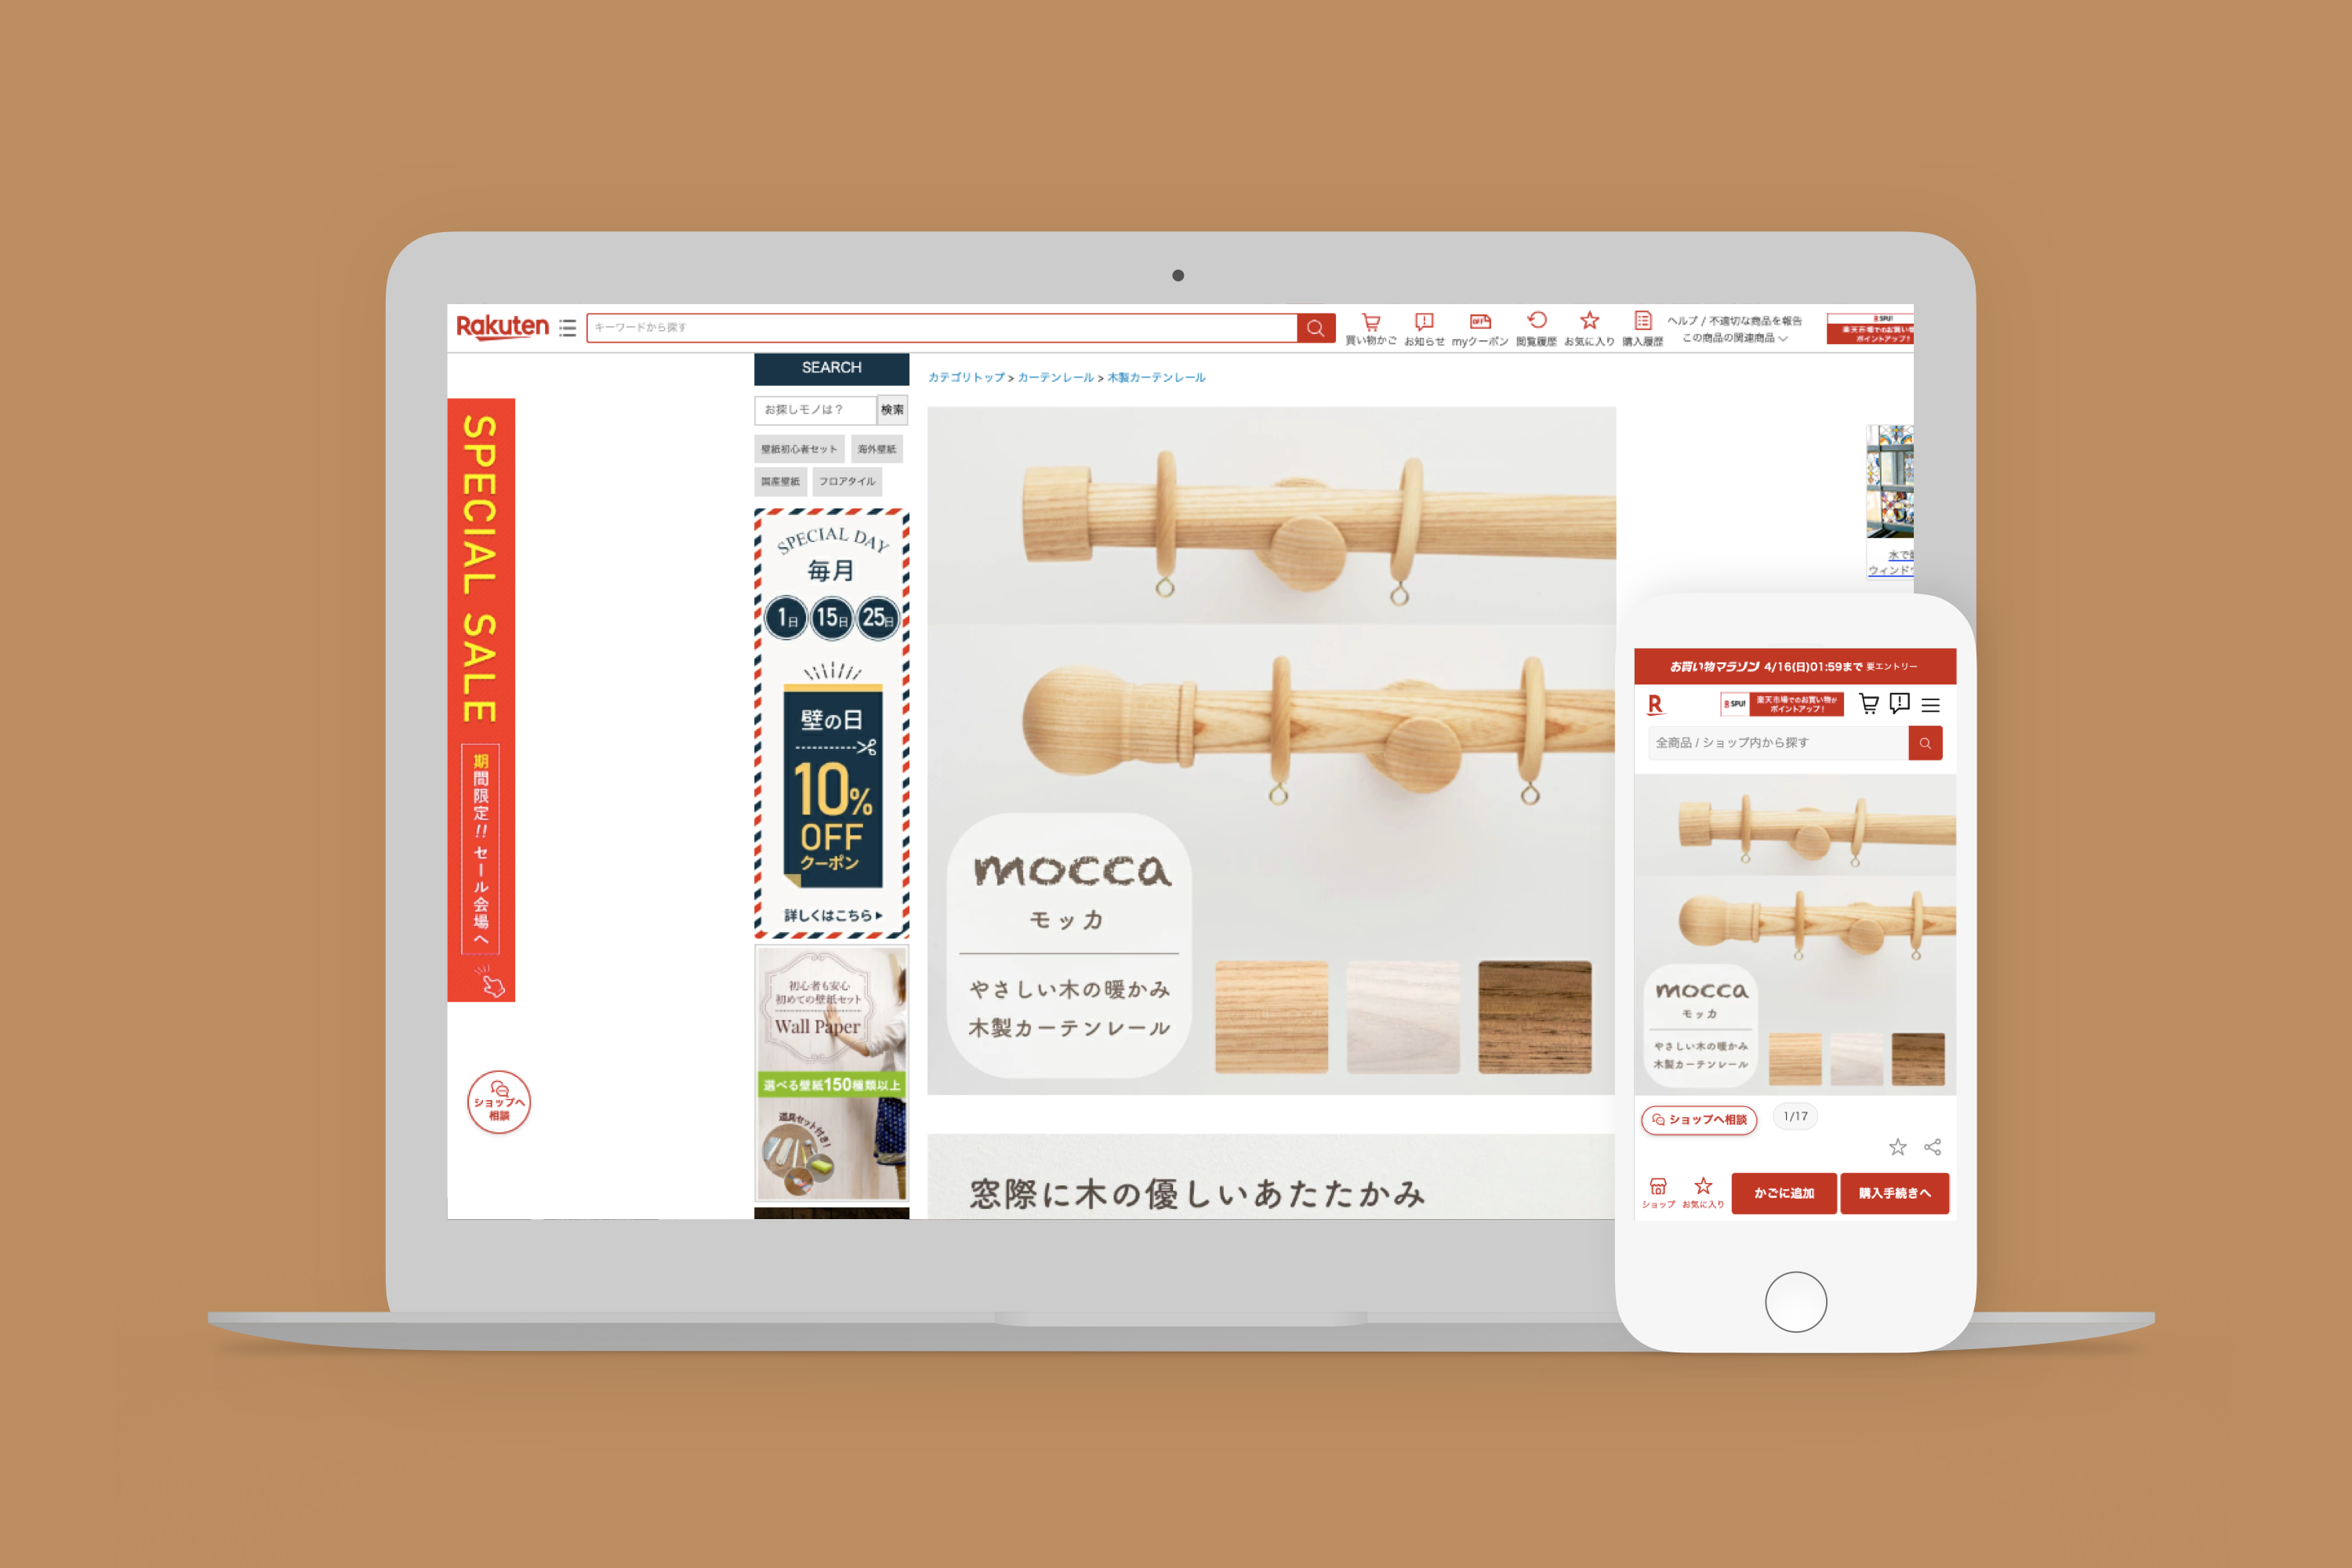 Rakuten
キーワードから探す
買い物かご
お知らせ
OFF
myクーポン
閲覧履歴
お気に入り
購入履歴
ヘルプ / 不適切な商品を報告
この商品の関連商品
SPU!
楽天市場でのお買い物
ポイントアップ!
SPECIAL SALE
期間限定!! セール会場へ
ショップへ
相談
SEARCH
お探しモノは？
検索
壁紙初心者セット
海外壁紙
国産壁紙
フロアタイル
SPECIAL DAY
毎月
1日 15日 25日
壁の日
10%
OFF
クーポン
詳しくはこちら▶
初心者も安心
初めての壁紙セット
Wall Paper
選べる壁紙150種類以上
道具セット付き!
カテゴリトップ > カーテンレール > 木製カーテンレール
mocca
モッカ
やさしい木の暖かみ
木製カーテンレール
窓際に木の優しいあたたかみ
水で
ウィンド
お買い物マラソン 4/16(日)01:59まで 要エントリー
R
SPU!
楽天市場でのお買い物が
ポイントアップ!
全商品 / ショップ内から探す
mocca
モッカ
やさしい木の暖かみ
木製カーテンレール
ショップへ相談
1/17
ショップ
お気に入り
かごに追加
購入手続きへ